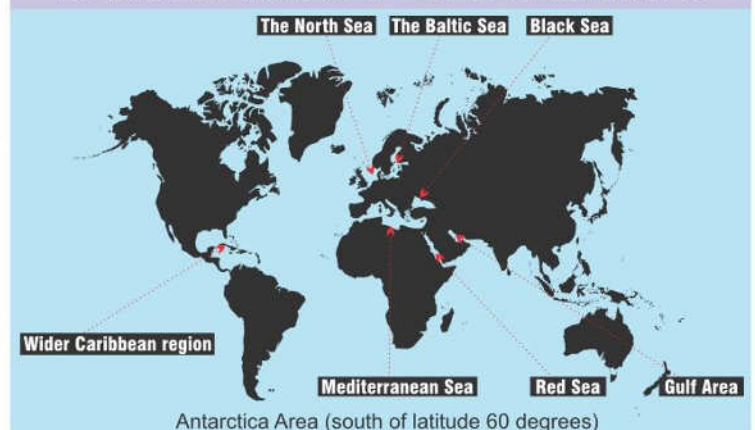 The North Sea The Baltic Sea Black Sea
Wider Caribbean region
Mediterranean Sea Red Sea Gulf Area
Antarctica Area (south of latitude 60 degrees)